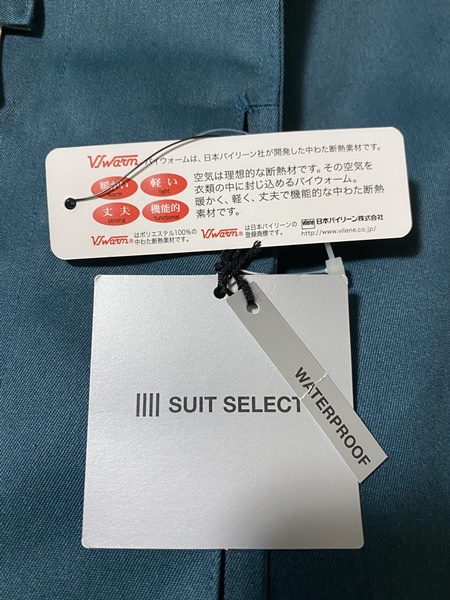 Viwarm バイウォームは、日本バイリーン社が開発した中わた断熱素材です。
軽い
light
丈夫
strong
機能的
functional
空気は理想的な断熱材です。その空気を
衣類の中に封じ込めるバイウォーム。
暖かく、軽く、丈夫で機能的な中わた断熱
素材です。
Viwarm® はポリエステル100%の
中わた断熱材です。
Viwarm® は日本バイリーンの
登録商標です。
Vilene 日本バイリーン株式会社
http://www.vilene.co.jp/
SUIT SELECT
WATERPROOF